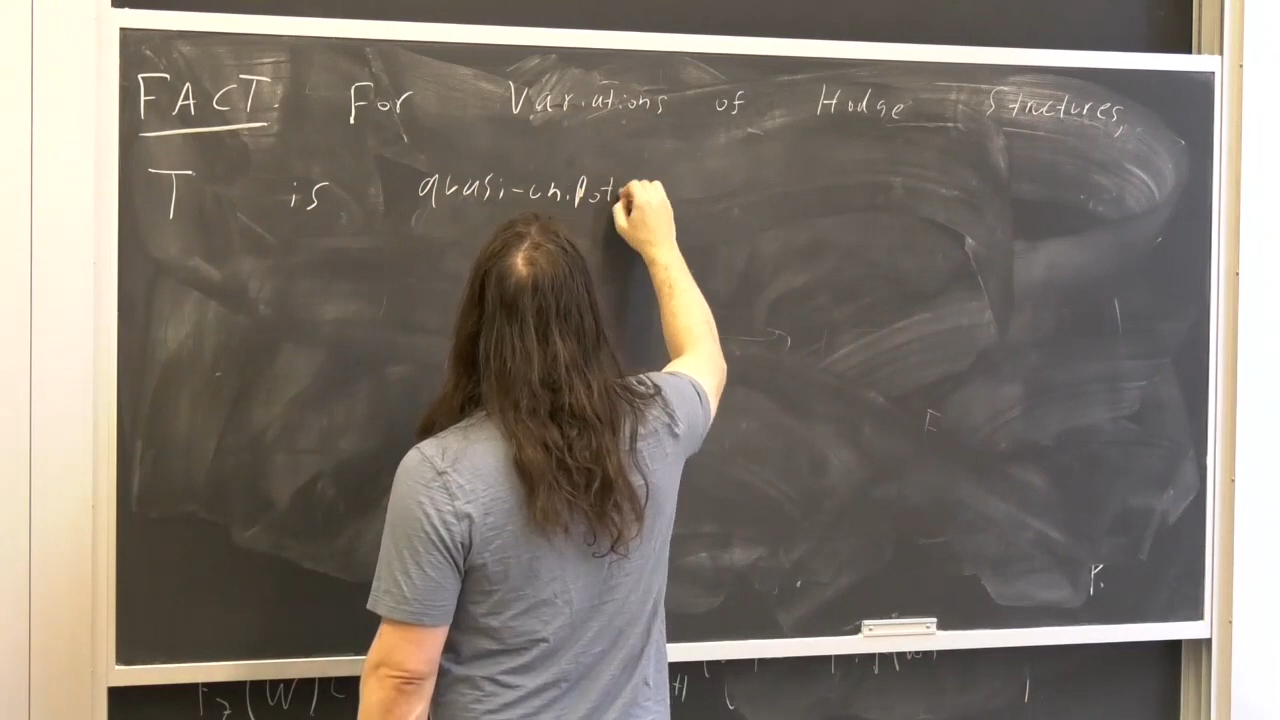 FACT For Variations of Hodge Structures,
T is quasi-unipot
F
P.